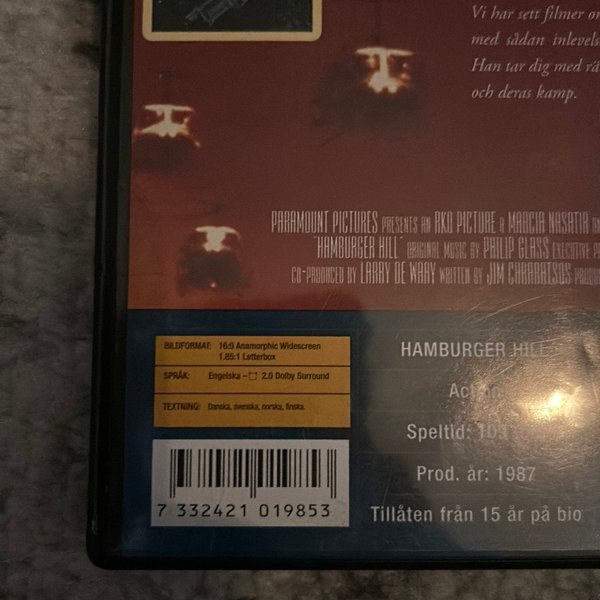 Vi har sett filmer
med sådan
Han tar dig med
och deras kamp.
PARAMOUNT PICTURES PRESENTS AN RKO PICTURE A MARCIA NASATIR
"HAMBURGER HILL" ORIGINAL MUSIC BY PHILIP GLASS EXECUTIVE
CO-PRODUCED BY LARRY DE WAAY WRITTEN BY JIM CARABATSOS
BILDFORMAT: 16:9 Anamorphic Widescreen
1.85:1 Letterbox
SPRÅK: Engelska – 2.0 Dolby Surround
TEXTNING: Danska, svenska, norska, finska.
HAMBURGER HILL
Speltid:
Prod. år: 1987
Tillåten från 15 år på bio
7 332421 019853